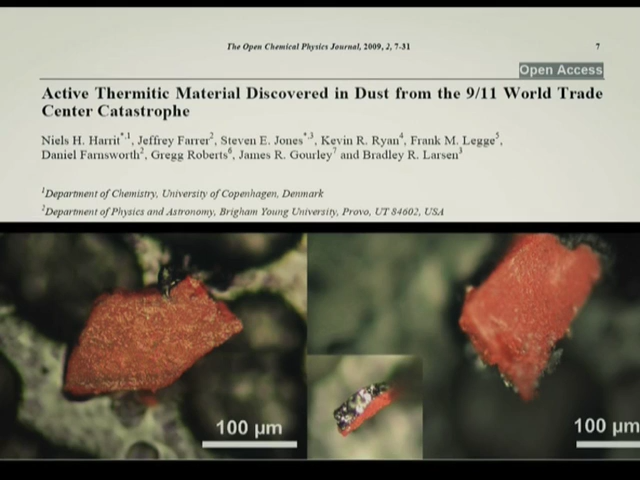 The Open Chemical Physics Journal, 2009, 2, 7-31 7
Open Access
Active Thermitic Material Discovered in Dust from the 9/11 World Trade
Center Catastrophe
Niels H. Harrit*,1, Jeffrey Farrer2, Steven E. Jones*,3, Kevin R. Ryan4, Frank M. Legge5,
Daniel Farnsworth2, Gregg Roberts6, James R. Gourley7 and Bradley R. Larsen3
1Department of Chemistry, University of Copenhagen, Denmark
2Department of Physics and Astronomy, Brigham Young University, Provo, UT 84602, USA
100 µm
100 µm